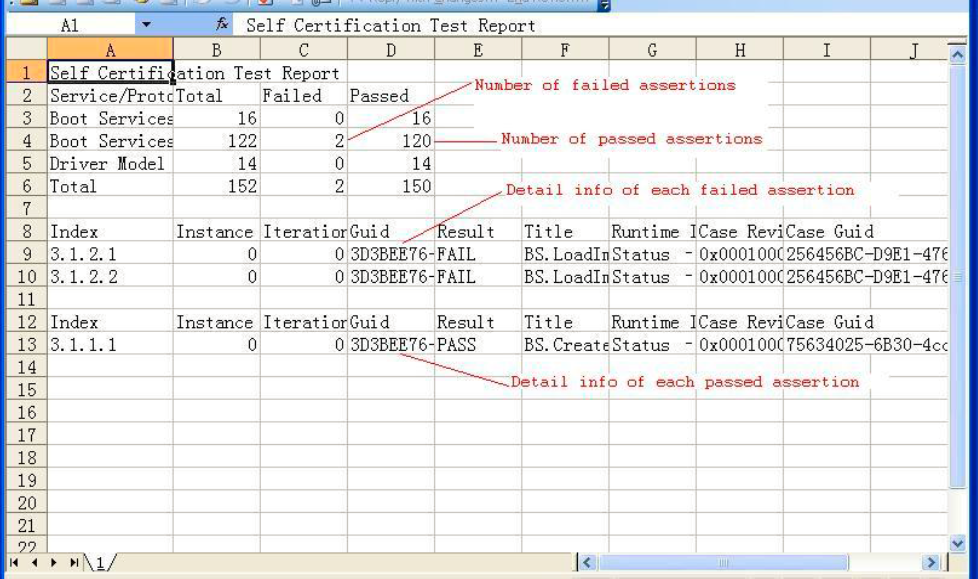 A1 fx Self Certification Test Report
A B C D E F G H I J
1 Self Certification Test Report
2 Service/Proto Total Failed Passed
Number of failed assertions
3 Boot Services 16 0 16
4 Boot Services 122 2 120
Number of passed assertions
5 Driver Model 14 0 14
6 Total 152 2 150
Detail info of each failed assertion
7
8 Index Instance Iteration Guid Result Title Runtime I Case Revi Case Guid
9 3.1.2.1 0 0 3D3BEE76- FAIL BS.LoadIm Status - 0x0001000 256456BC-D9E1-476
10 3.1.2.2 0 0 3D3BEE76- FAIL BS.LoadIm Status - 0x0001000 256456BC-D9E1-476
11
12 Index Instance Iteration Guid Result Title Runtime I Case Revi Case Guid
13 3.1.1.1 0 0 3D3BEE76- PASS BS.Create Status - 0x0001000 75634025-6B30-4cc
14
Detail info of each passed assertion
15
16
17
18
19
20
21
22
1